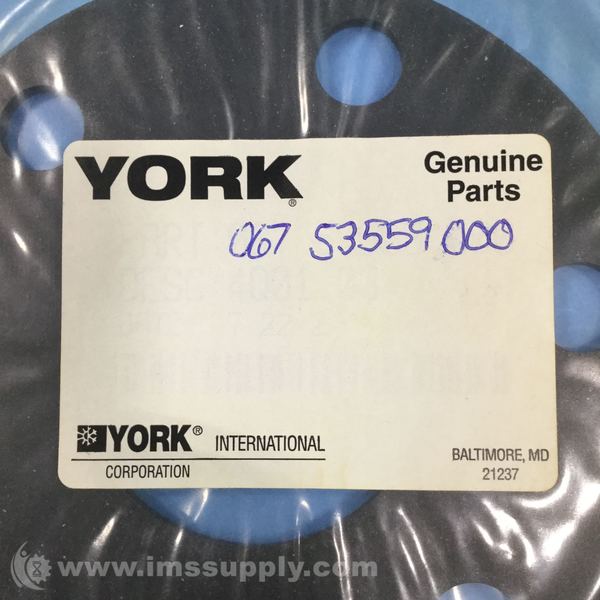 YORK®
Genuine
Parts
067 53559 000
YORK® INTERNATIONAL
CORPORATION
BALTIMORE, MD
21237
www.imssupply.com